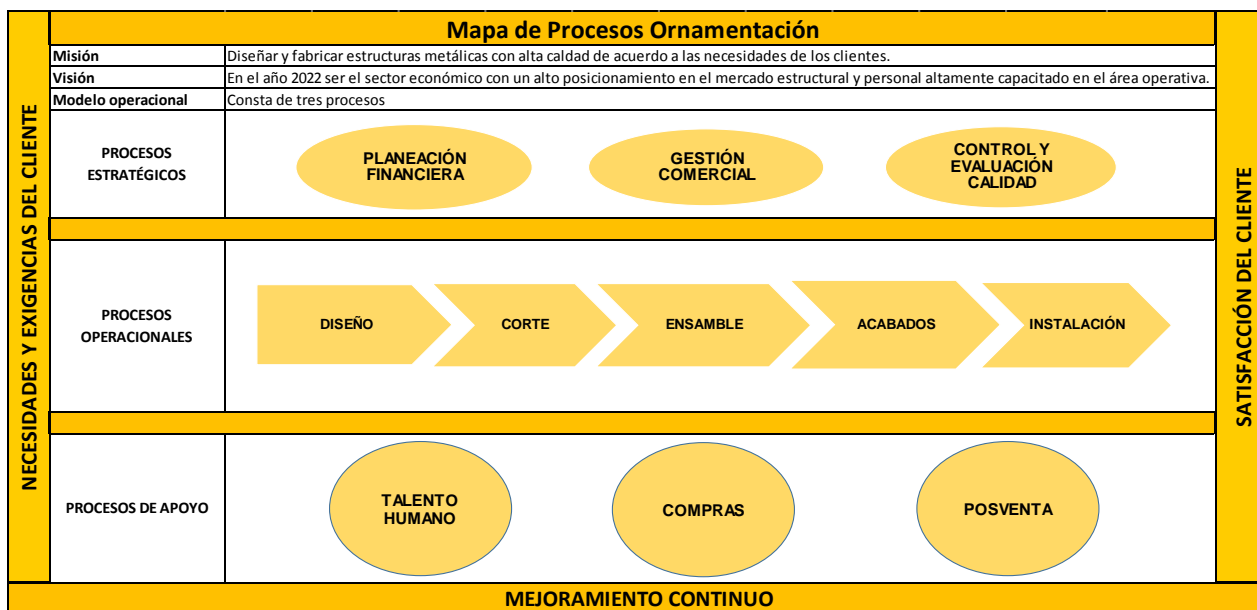 Mapa de Procesos Ornamentación
Misión
Diseñar y fabricar estructuras metálicas con alta caldad de acuerdo a las necesidades de los clientes.
Visión
En el año 2022 ser el sector económico con un alto posicionamiento en el mercado estructural y personal altamente capacitado en el área operativa.
Modelo operacional
Consta de tres procesos
NECESIDADES Y EXIGENCIAS DEL CLIENTE
PROCESOS
ESTRATÉGICOS
PLANEACIÓN
FINANCIERA
GESTIÓN
COMERCIAL
CONTROL Y
EVALUACIÓN
CALIDAD
PROCESOS
OPERACIONALES
DISEÑO
CORTE
ENSAMBLE
ACABADOS
INSTALACIÓN
PROCESOS DE APOYO
TALENTO
HUMANO
COMPRAS
POSVENTA
SATISFACCIÓN DEL CLIENTE
MEJORAMIENTO CONTINUO